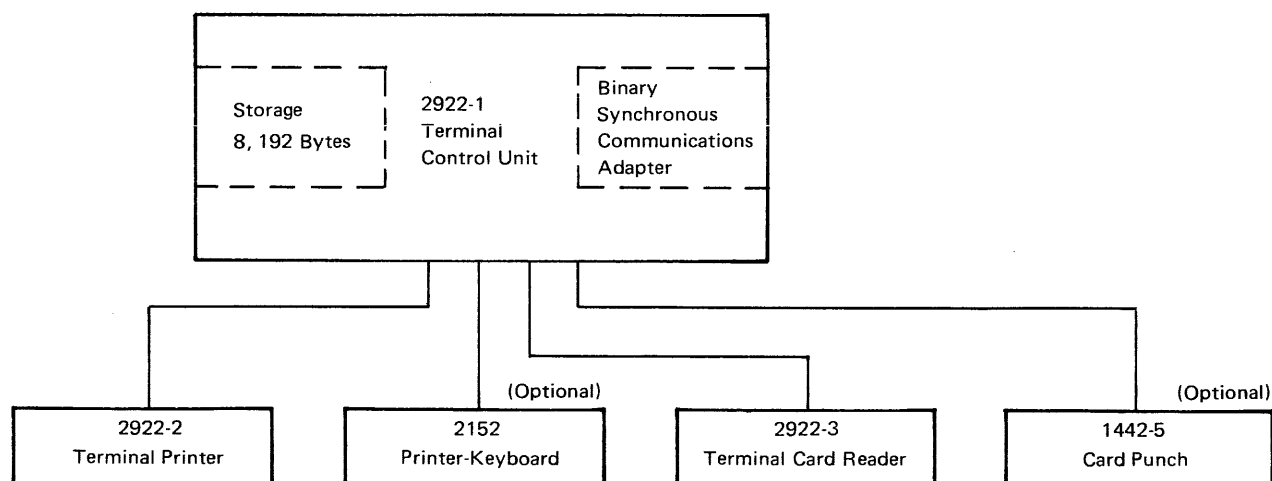 Storage
8, 192 Bytes
2922-1
Terminal
Control Unit
Binary
Synchronous
Communications
Adapter
(Optional)
(Optional)
2922-2
Terminal Printer
2152
Printer-Keyboard
2922-3
Terminal Card Reader
1442-5
Card Punch